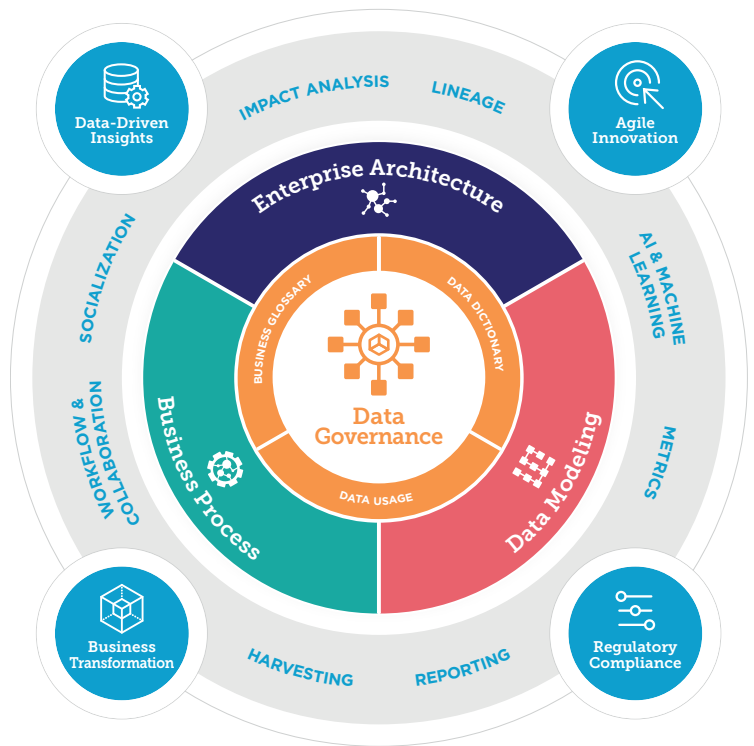 Data-Driven
Insights
IMPACT ANALYSIS
LINEAGE
Agile
Innovation
Enterprise Architecture
SOCIALIZATION
AI & MACHINE
LEARNING
BUSINESS GLOSSARY
DATA DICTIONARY
Data
Governance
WORKFLOW &
COLLABORATION
Business Process
Data Modeling
METRICS
DATA USAGE
Business
Transformation
HARVESTING
REPORTING
Regulatory
Compliance